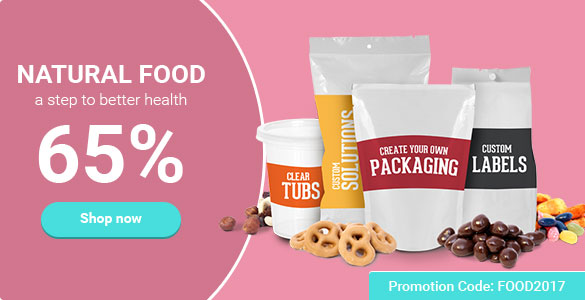 NATURAL FOOD
a step to better health
65%
Shop now
CLEAR
TUBS
CUSTOM
SOLUTIONS
CREATE YOUR OWN
PACKAGING
CUSTOM
LABELS
Promotion Code: FOOD2017